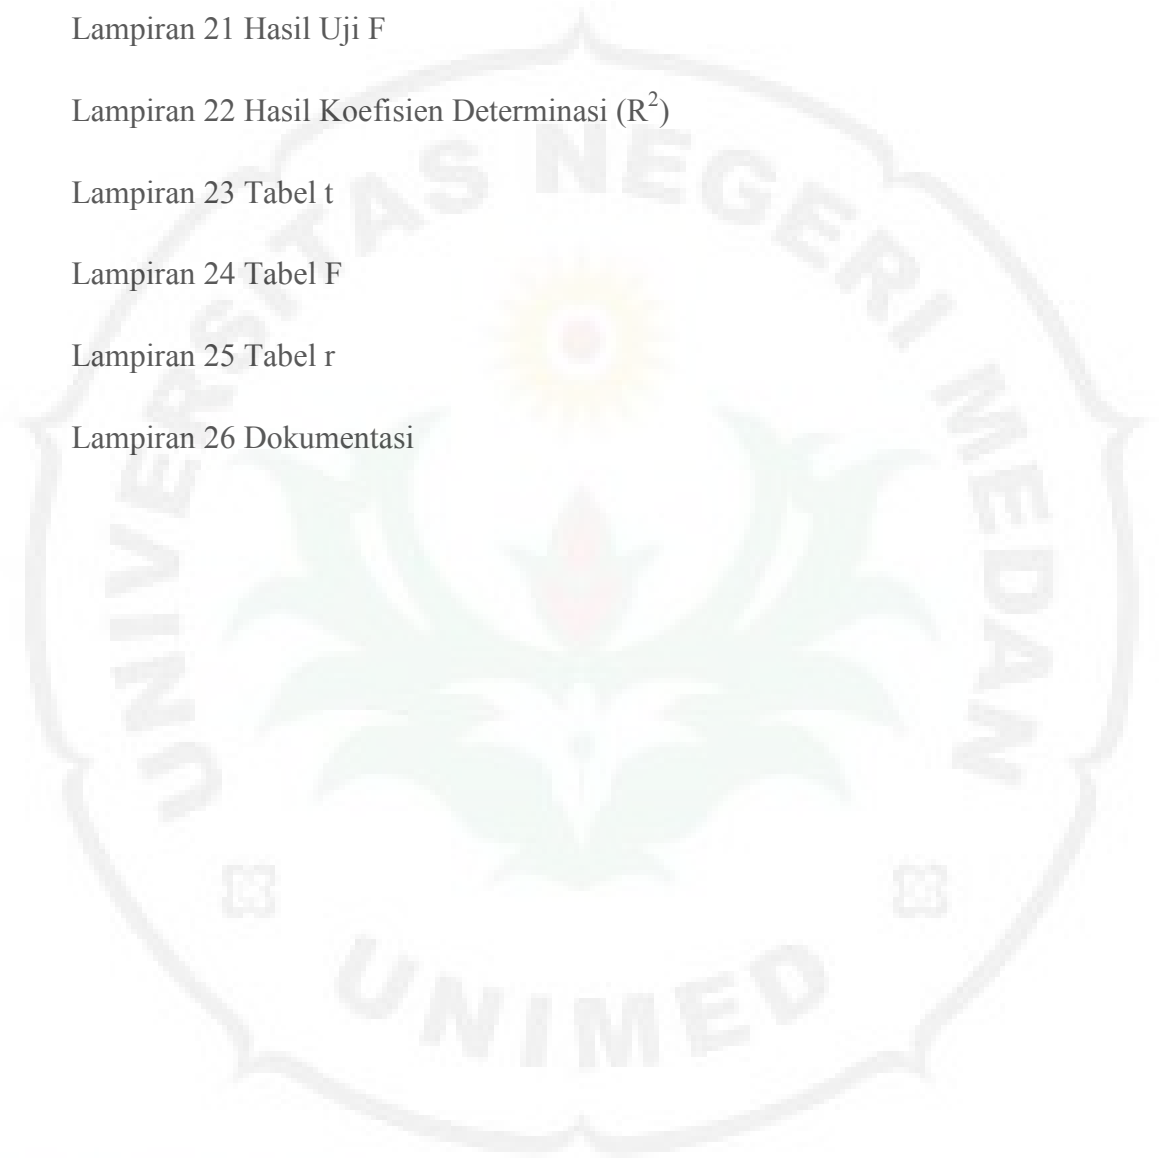 Lampiran 21 Hasil Uji F
Lampiran 22 Hasil Koefisien Determinasi (R²)
Lampiran 23 Tabel t
Lampiran 24 Tabel F
Lampiran 25 Tabel r
Lampiran 26 Dokumentasi
UNIVERSITAS NEGERI MEDAN
UNIMED